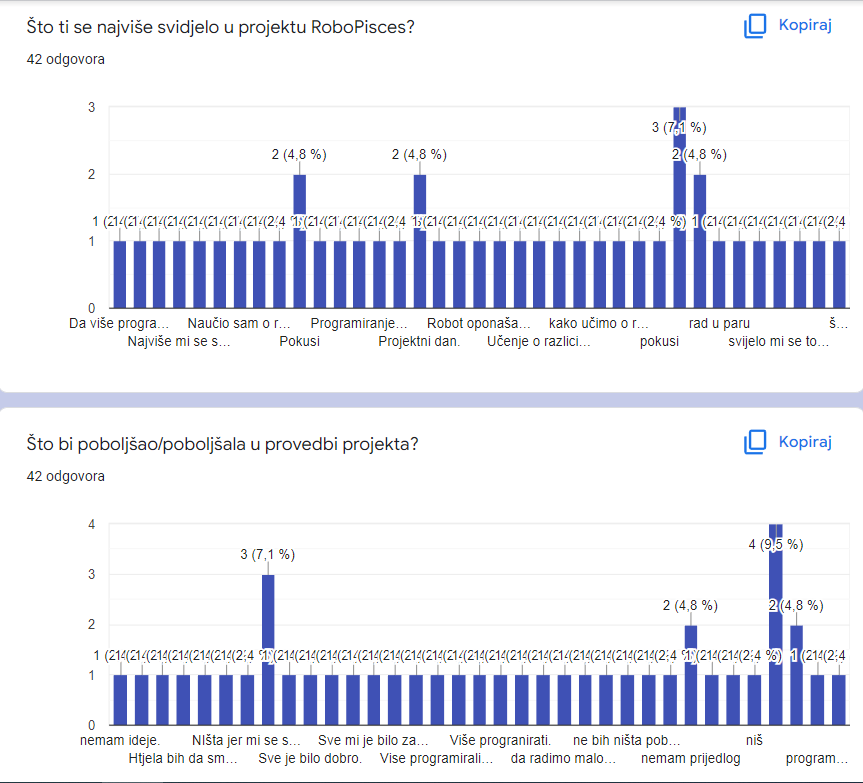 Što ti se najviše svidjelo u projektu RoboPisces?
Kopiraj
42 odgovora
3
2
1
0
3 (7,1 %)
2 (4,8 %)
2 (4,8 %)
2 (4,8 %)
Da više progra...
Naučio sam o r...
Programiranje...
Robot oponaša...
kako učimo o r...
rad u paru
š...
Najviše mi se s...
Pokusi
Projektni dan.
Učenje o razlici...
pokusi
svijelo mi se to...
Što bi poboljšao/poboljšala u provedbi projekta?
Kopiraj
42 odgovora
4
3
2
1
0
3 (7,1 %)
4 (9,5 %)
2 (4,8 %)
2 (4,8 %)
nemam ideje.
NIšta jer mi se s...
Sve mi je bilo za...
Više progranirati.
ne bih ništa pob...
niš
Htjela bih da sm...
Sve je bilo dobro.
Vise programirali...
da radimo malo...
nemam prijedlog
program...